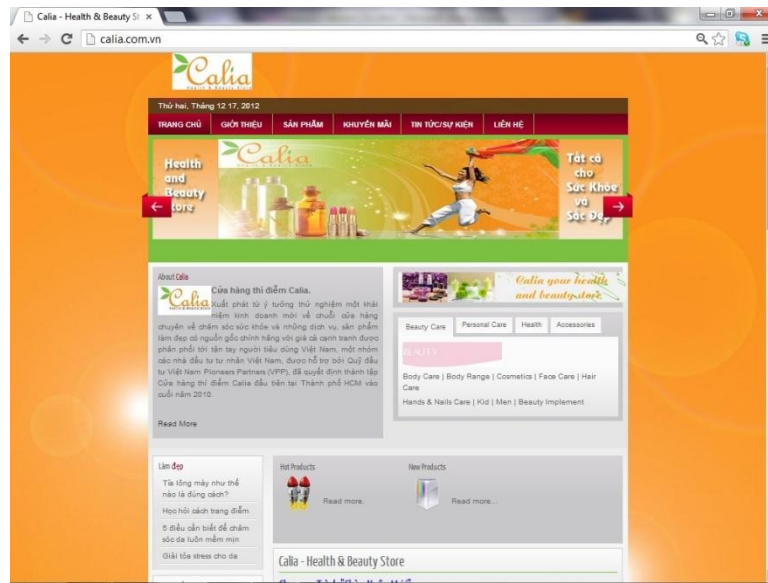 Calia - Health & Beauty St
calia.com.vn
Calia
Health & Beauty Store
Thứ hai, Tháng 12 17, 2012
TRANG CHỦ GIỚI THIỆU SẢN PHẨM KHUYẾN MÃI TIN TỨC/SỰ KIỆN LIÊN HỆ
Health
and
Beauty
Store
Calia
Tất cả
cho
Sức Khỏe
và
Sắc Đẹp
About Calia
Calia
Cửa hàng thí điểm Calia.
Xuất phát từ ý tưởng thử nghiệm một khái
niệm kinh doanh mới về chuỗi cửa hàng
chuyên về chăm sóc sức khỏe và những dịch vụ, sản phẩm
làm đẹp có nguồn gốc chính hãng với giá cả cạnh tranh được
phân phối tới tận tay người tiêu dùng Việt Nam, một nhóm
các nhà đầu tư tư nhân Việt Nam, được hỗ trợ bởi Quỹ đầu
tư Việt Nam Pioneers Partners (VPP), đã quyết định thành lập
Cửa hàng thí điểm Calia đầu tiên tại Thành phố HCM vào
cuối năm 2010.
Read More
Calia your health
and beauty store
Beauty Care Personal Care Health Accessories
BEAUTY
Body Care | Body Range | Cosmetics | Face Care | Hair
Care
Hands & Nails Care | Kid | Men | Beauty Implement
Làm đẹp
Tỉa lông mày như thế
nào là đúng cách?
Học hỏi cách trang điểm
5 điều cần biết để chăm
sóc da luôn mềm mịn
Giải tỏa stress cho da
Hot Products
Read more.
New Products
Read more...
Calia - Health & Beauty Store